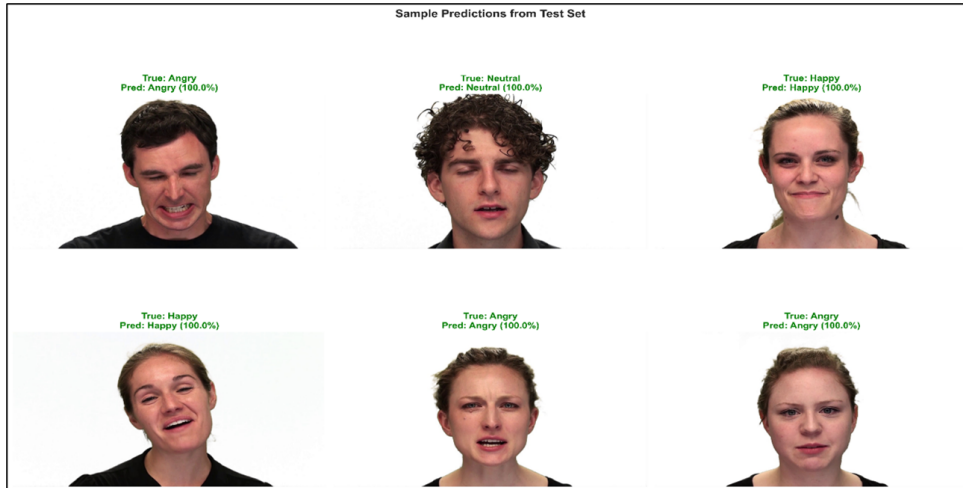 Sample Predictions from Test Set
True: Angry
Pred: Angry (100.0%)
True: Neutral
Pred: Neutral (100.0%)
True: Happy
Pred: Happy (100.0%)
True: Happy
Pred: Happy (100.0%)
True: Angry
Pred: Angry (100.0%)
True: Angry
Pred: Angry (100.0%)